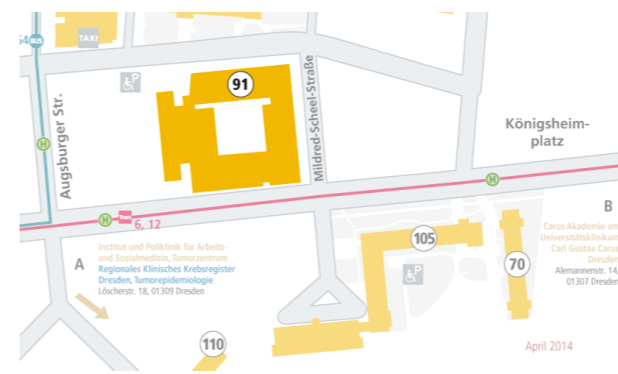 54
BUS
TAXI
P
91
Augsburger Str.
Mildred-Scheel-Straße
Königsheim-
platz
H
H
H
6, 12
B
Carus Akademie am
Universitätsklinikum
Carl Gustav Carus
Dresden
Alemannenstr. 14,
01307 Dresden
105
70
P
A
Institut und Poliklinik für Arbeits-
und Sozialmedizin, Tumorzentrum
Regionales Klinisches Krebsregister
Dresden, Tumorepidemiologie
Löscherstr. 18, 01309 Dresden
110
April 2014